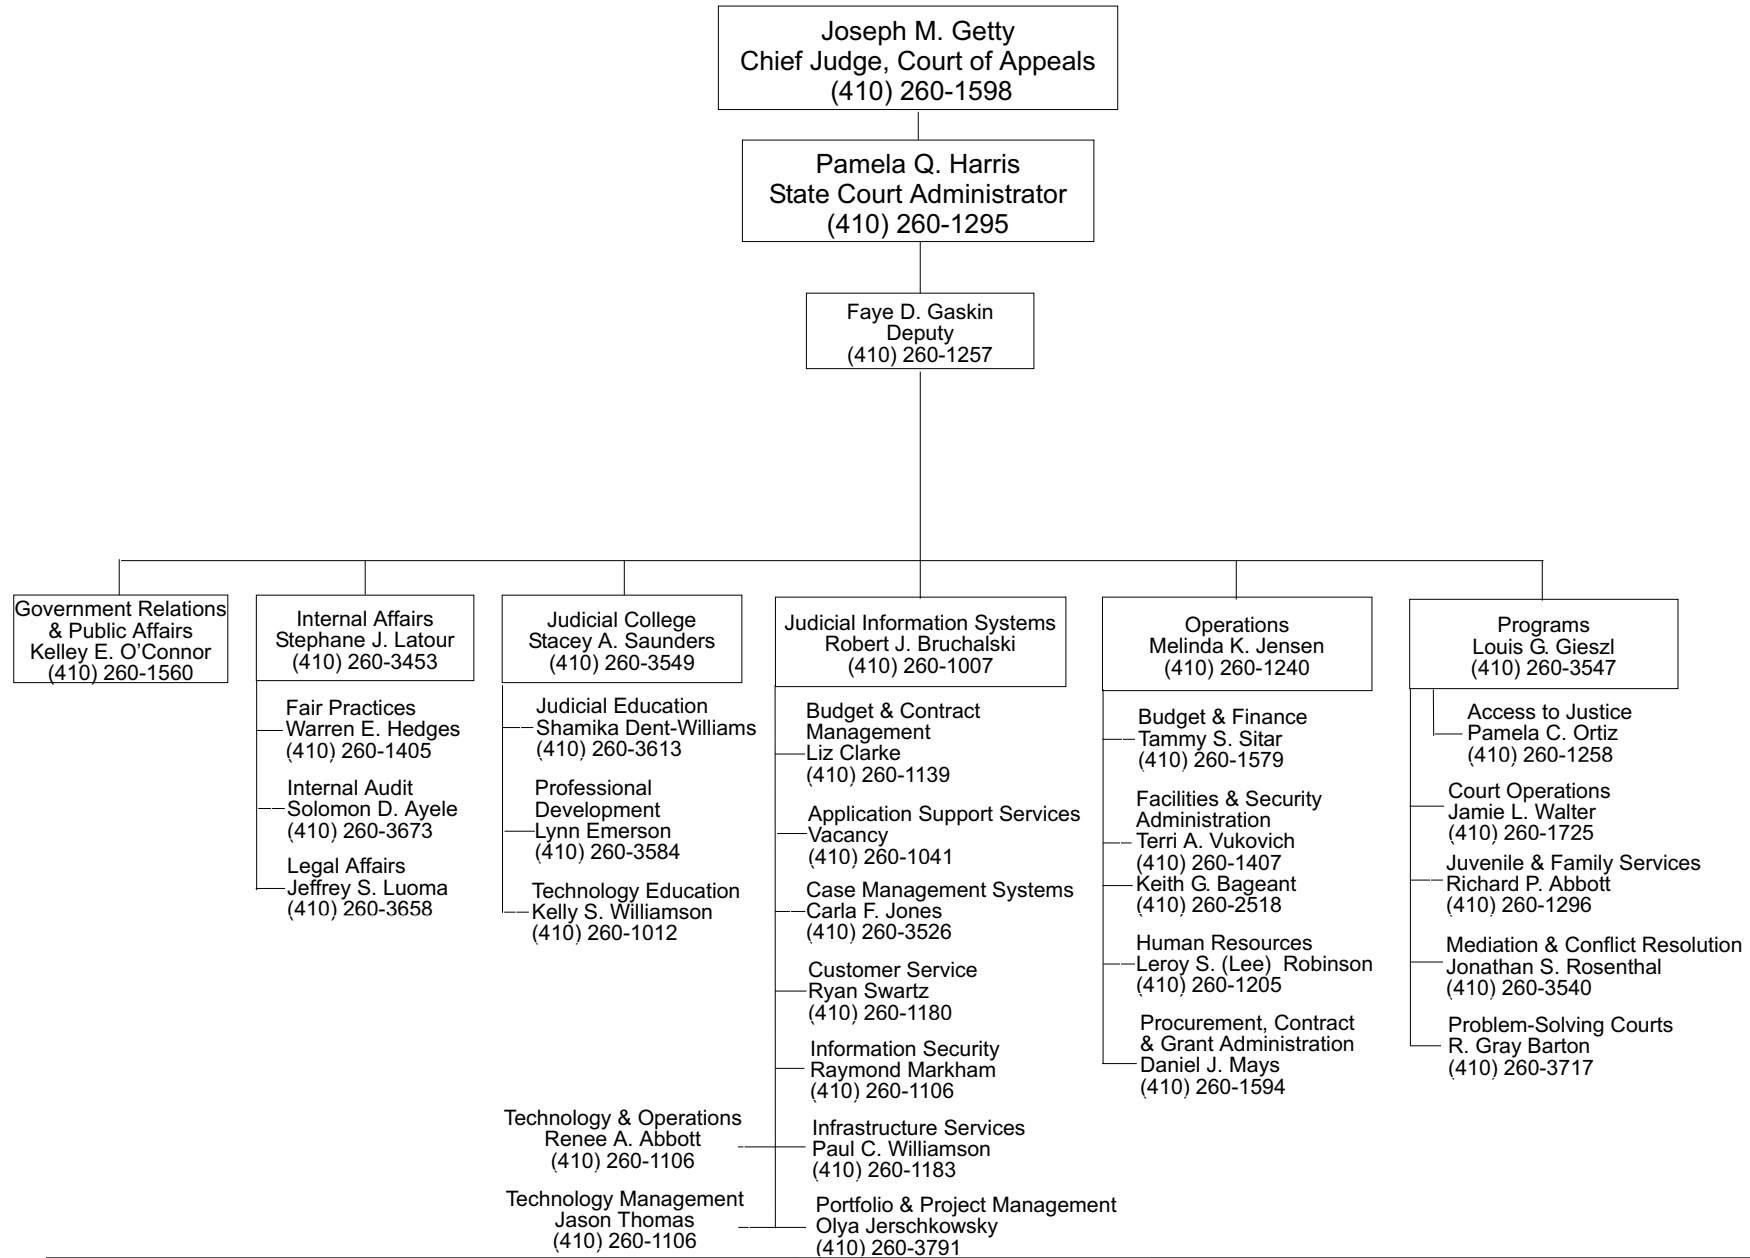 Joseph M. Getty
Chief Judge, Court of Appeals
(410) 260-1598
Pamela Q. Harris
State Court Administrator
(410) 260-1295
Faye D. Gaskin
Deputy
(410) 260-1257
Government Relations
& Public Affairs
Kelley E. O’Connor
(410) 260-1560
Internal Affairs
Stephane J. Latour
(410) 260-3453
Fair Practices
Warren E. Hedges
(410) 260-1405
Internal Audit
Solomon D. Ayele
(410) 260-3673
Legal Affairs
Jeffrey S. Luoma
(410) 260-3658
Judicial College
Stacey A. Saunders
(410) 260-3549
Judicial Education
Shamika Dent-Williams
(410) 260-3613
Professional
Development
Lynn Emerson
(410) 260-3584
Technology Education
Kelly S. Williamson
(410) 260-1012
Judicial Information Systems
Robert J. Bruchalski
(410) 260-1007
Budget & Contract
Management
Liz Clarke
(410) 260-1139
Application Support Services
Vacancy
(410) 260-1041
Case Management Systems
Carla F. Jones
(410) 260-3526
Customer Service
Ryan Swartz
(410) 260-1180
Information Security
Raymond Markham
(410) 260-1106
Technology & Operations
Renee A. Abbott
(410) 260-1106
Infrastructure Services
Paul C. Williamson
(410) 260-1183
Technology Management
Jason Thomas
(410) 260-1106
Portfolio & Project Management
Olya Jerschkowsky
(410) 260-3791
Operations
Melinda K. Jensen
(410) 260-1240
Budget & Finance
Tammy S. Sitar
(410) 260-1579
Facilities & Security
Administration
Terri A. Vukovich
(410) 260-1407
Keith G. Bageant
(410) 260-2518
Human Resources
Leroy S. (Lee) Robinson
(410) 260-1205
Procurement, Contract
& Grant Administration
Daniel J. Mays
(410) 260-1594
Programs
Louis G. Gieszl
(410) 260-3547
Access to Justice
Pamela C. Ortiz
(410) 260-1258
Court Operations
Jamie L. Walter
(410) 260-1725
Juvenile & Family Services
Richard P. Abbott
(410) 260-1296
Mediation & Conflict Resolution
Jonathan S. Rosenthal
(410) 260-3540
Problem-Solving Courts
R. Gray Barton
(410) 260-3717